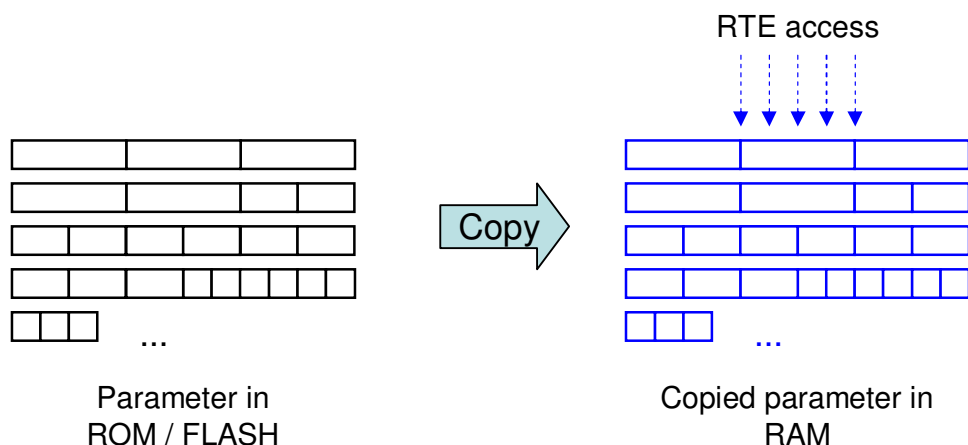 RTE access
Copy
...
...
Parameter in
ROM / FLASH
Copied parameter in
RAM